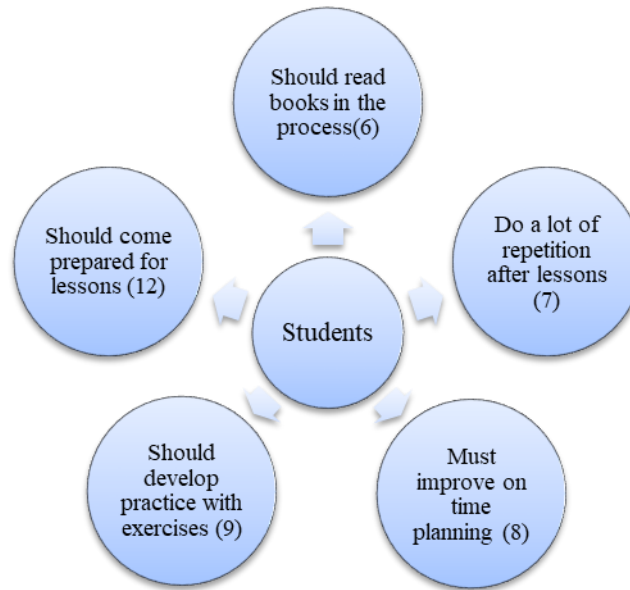 Should read
books in the
process(6)
Do a lot of
repetition
after lessons
(7)
Must
improve on
time
planning (8)
Should
develop
practice with
exercises (9)
Should come
prepared for
lessons (12)
Students